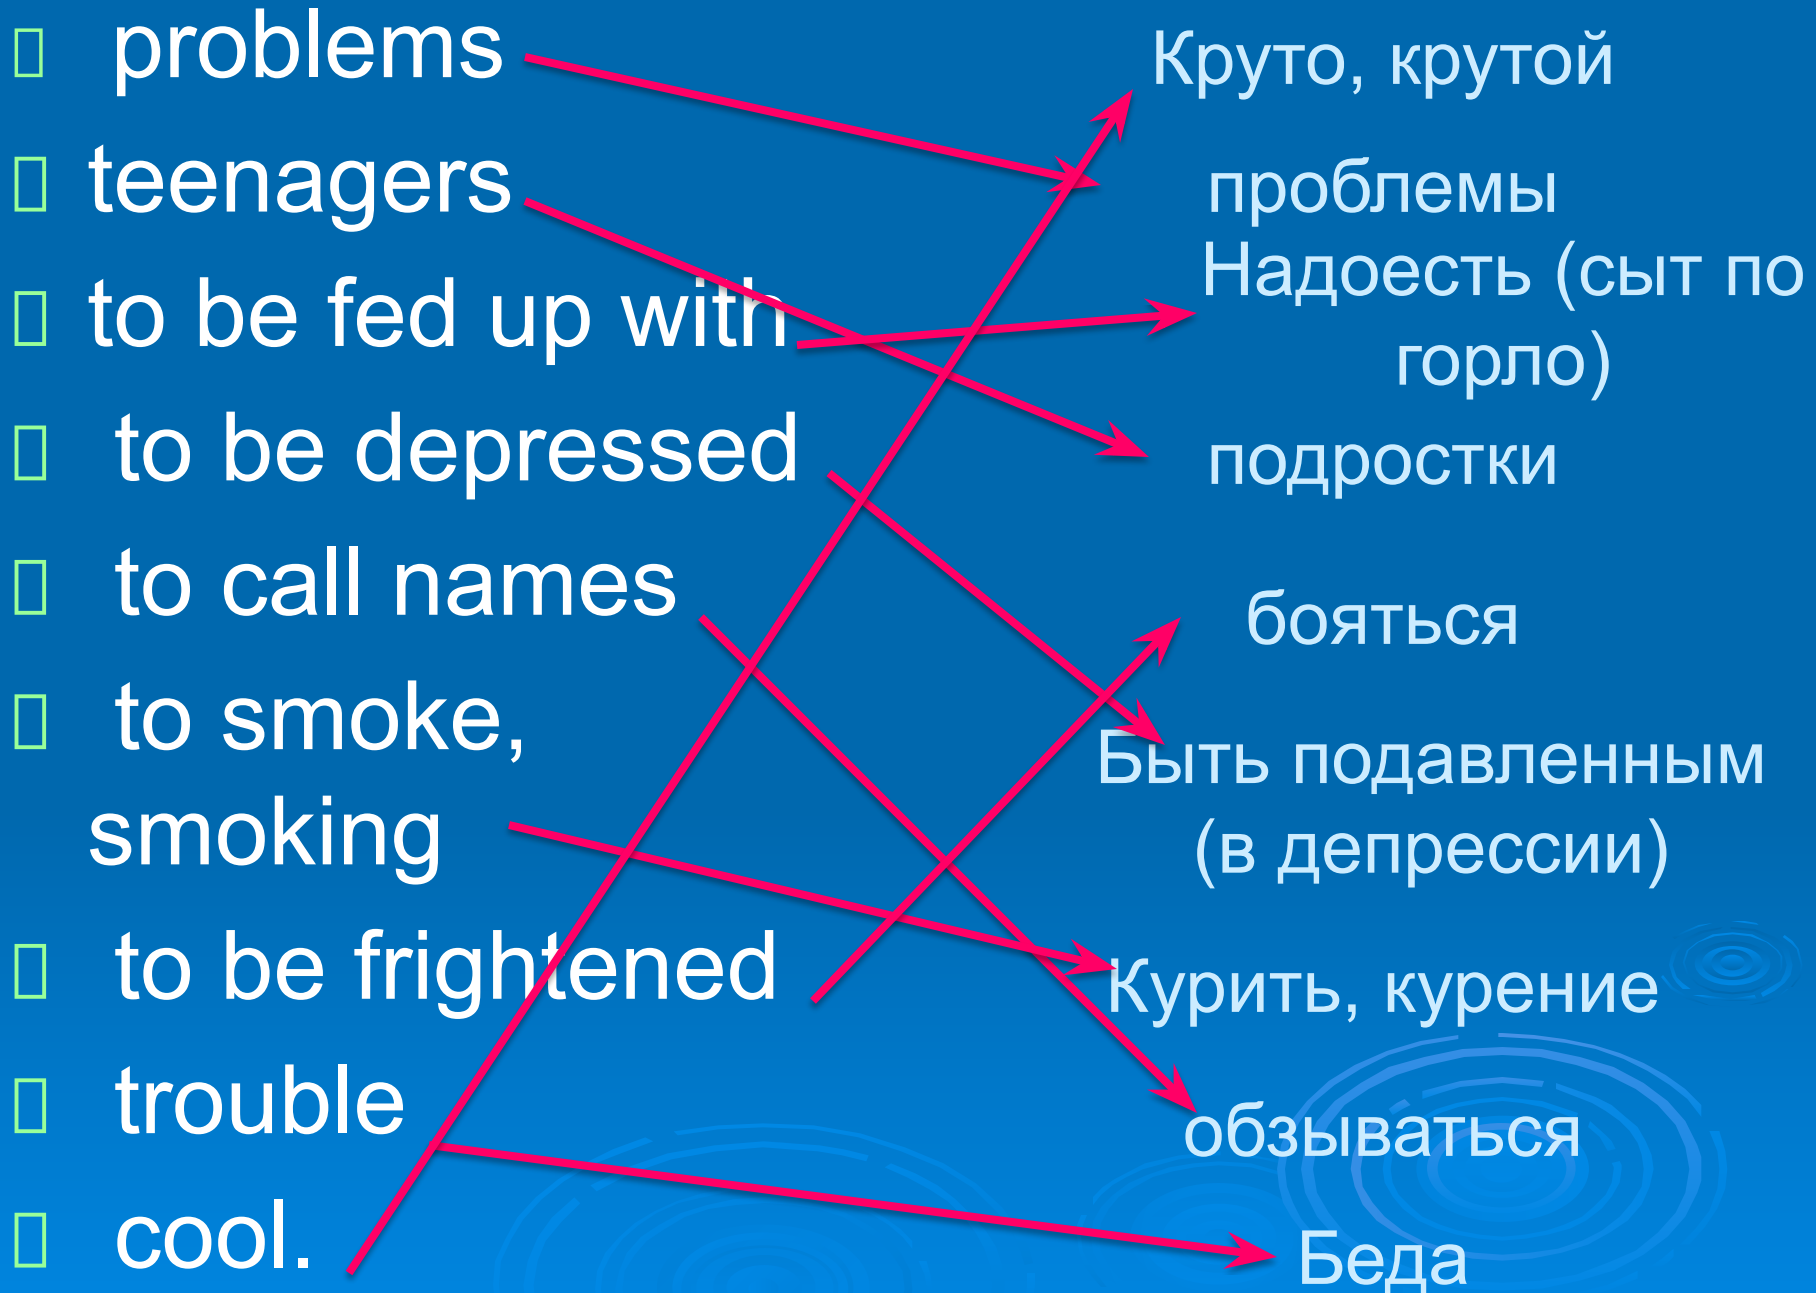 problems
teenagers
to be fed up with
to be depressed
to call names
to smoke,
smoking
to be frightened
trouble
cool.
Круто, крутой
проблемы
Надоесть (сыт по
горло)
подростки
бояться
Быть подавленным
(в депрессии)
Курить, курение
обзываться
Беда